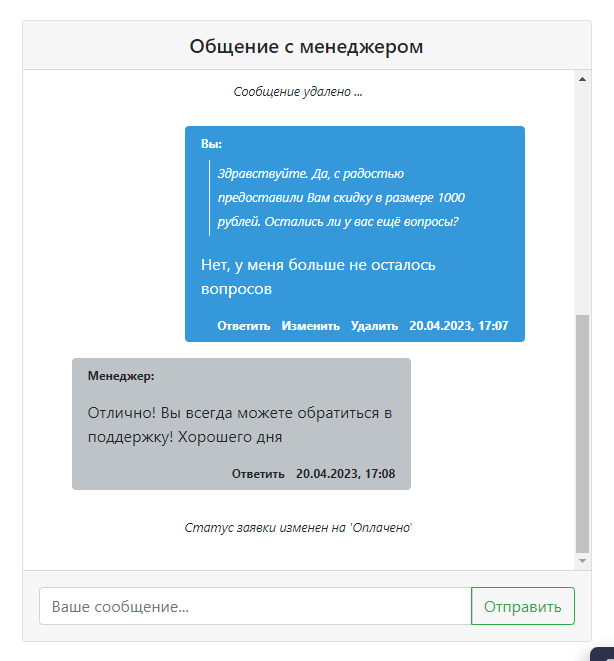 Общение с менеджером
Сообщение удалено ...
Вы:
Здравствуйте. Да, с радостью
предоставили Вам скидку в размере 1000
рублей. Остались ли у вас ещё вопросы?
Нет, у меня больше не осталось
вопросов
Ответить Изменить Удалить 20.04.2023, 17:07
Менеджер:
Отлично! Вы всегда можете обратиться в
поддержку! Хорошего дня
Ответить 20.04.2023, 17:08
Статус заявки изменен на 'Оплачено'
Ваше сообщение... Отправить